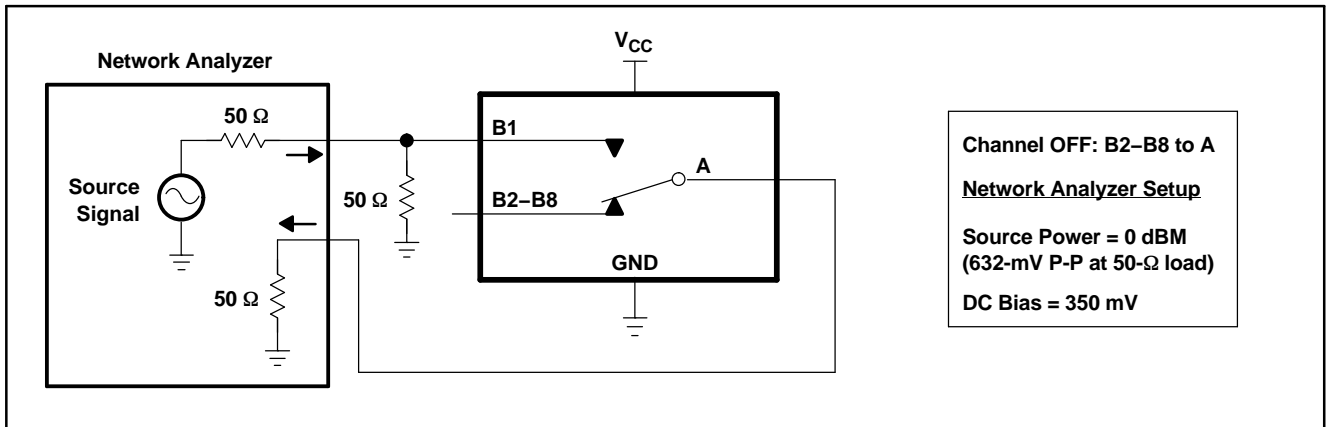 Network Analyzer
50 Ω
Source
Signal
50 Ω
50 Ω
VCC
B1
A
B2–B8
GND
Channel OFF: B2–B8 to A
Network Analyzer Setup
Source Power = 0 dBM
(632-mV P-P at 50-Ω load)
DC Bias = 350 mV